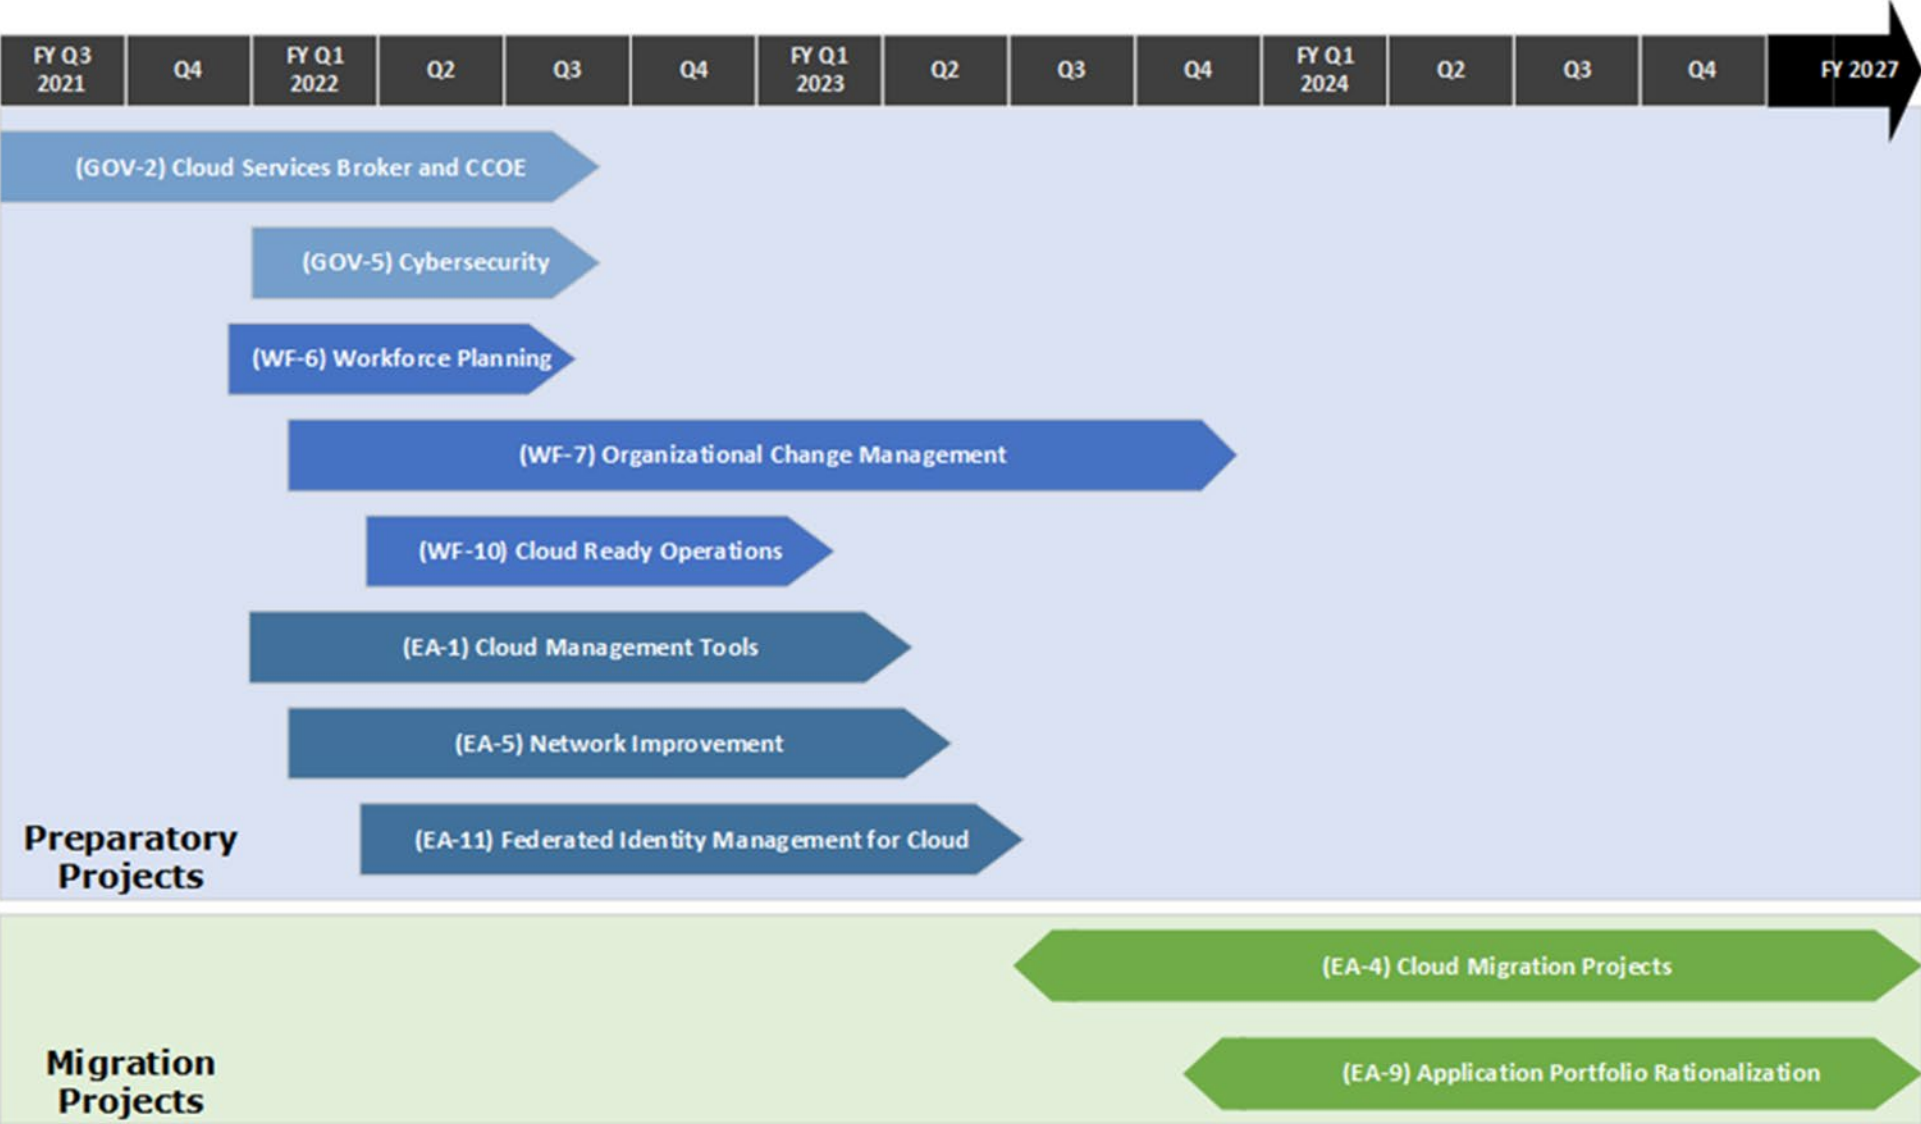 FY Q3
2021
Q4
FY Q1
2022
Q2
Q3
Q4
FY Q1
2023
Q2
Q3
Q4
FY Q1
2024
Q2
Q3
Q4
FY 2027
(GOV-2) Cloud Services Broker and CCOE
(GOV-5) Cybersecurity
(WF-6) Workforce Planning
(WF-7) Organizational Change Management
(WF-10) Cloud Ready Operations
(EA-1) Cloud Management Tools
(EA-5) Network Improvement
(EA-11) Federated Identity Management for Cloud
Preparatory
Projects
(EA-4) Cloud Migration Projects
(EA-9) Application Portfolio Rationalization
Migration
Projects